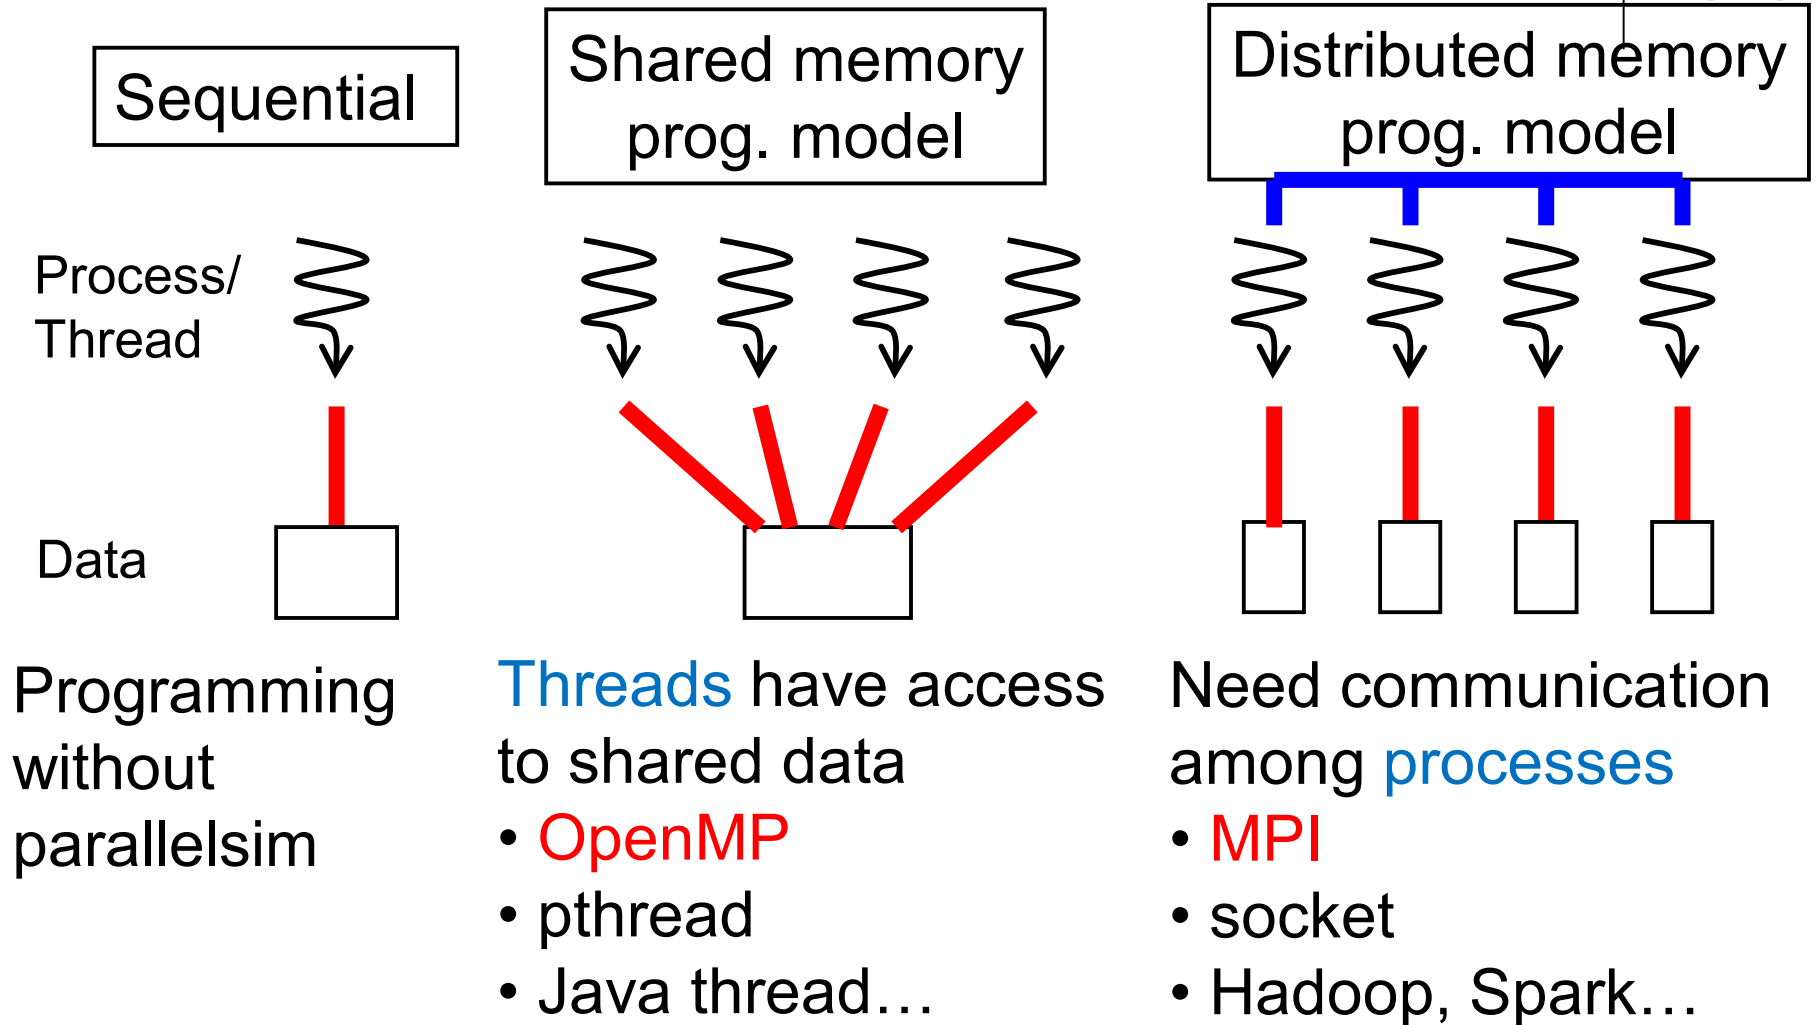 Sequential
Shared memory
prog. model
Distributed memory
prog. model
Process/
Thread
Data
Programming
without
parallelsim
Threads have access
to shared data
• OpenMP
• pthread
• Java thread…
Need communication
among processes
• MPI
• socket
• Hadoop, Spark…